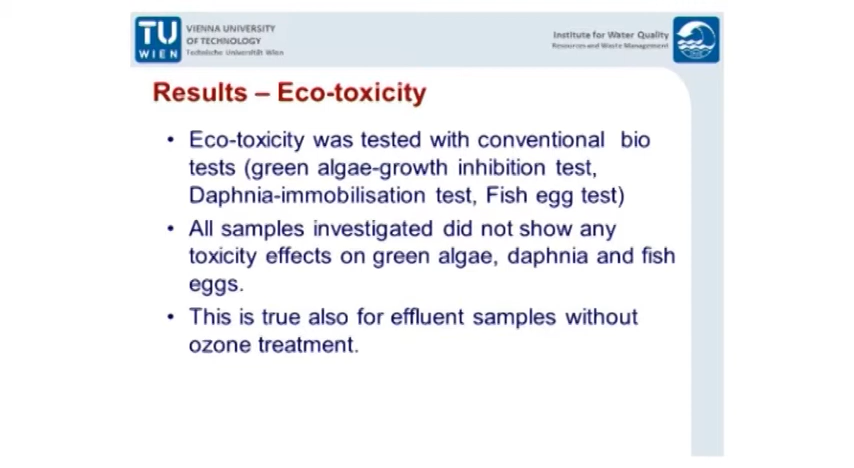 TU
WIEN
VIENNA UNIVERSITY
OF TECHNOLOGY
Technische Universität Wien
Institute for Water Quality
Resources and Waste Management
Results – Eco-toxicity
• Eco-toxicity was tested with conventional bio
tests (green algae-growth inhibition test,
Daphnia-immobilisation test, Fish egg test)
• All samples investigated did not show any
toxicity effects on green algae, daphnia and fish
eggs.
• This is true also for effluent samples without
ozone treatment.